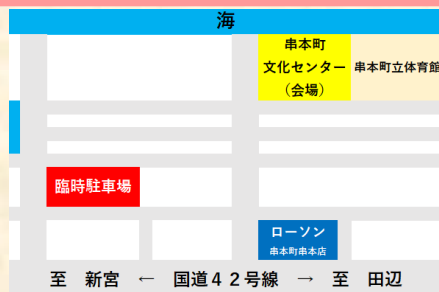 海
串本町
文化センター
（会場）
串本町立体育館
臨時駐車場
ローソン
串本町串本店
至　新宮　←　国道４２号線　→　至　田辺